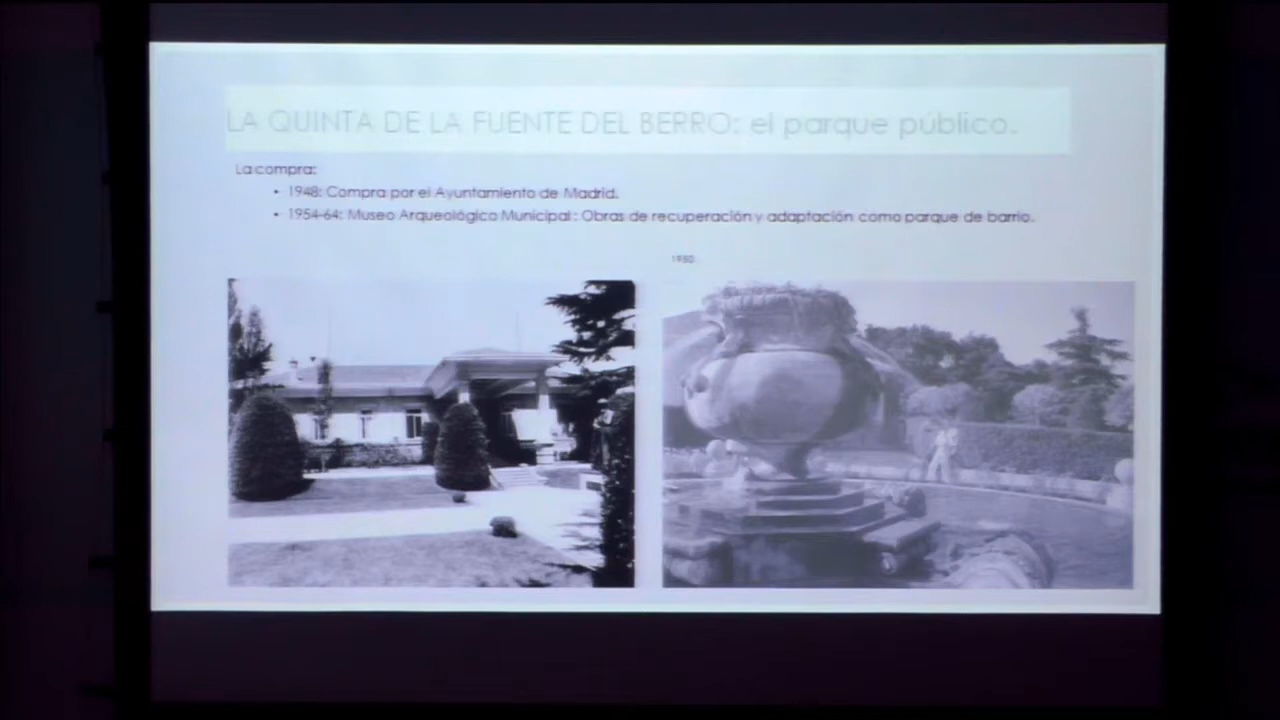 LA QUINTA DE LA FUENTE DEL BERRO: el parque público.
La compra:
• 1948: Compra por el Ayuntamiento de Madrid.
• 1954-64: Museo Arqueológico Municipal : Obras de recuperación y adaptación como parque de barrio.